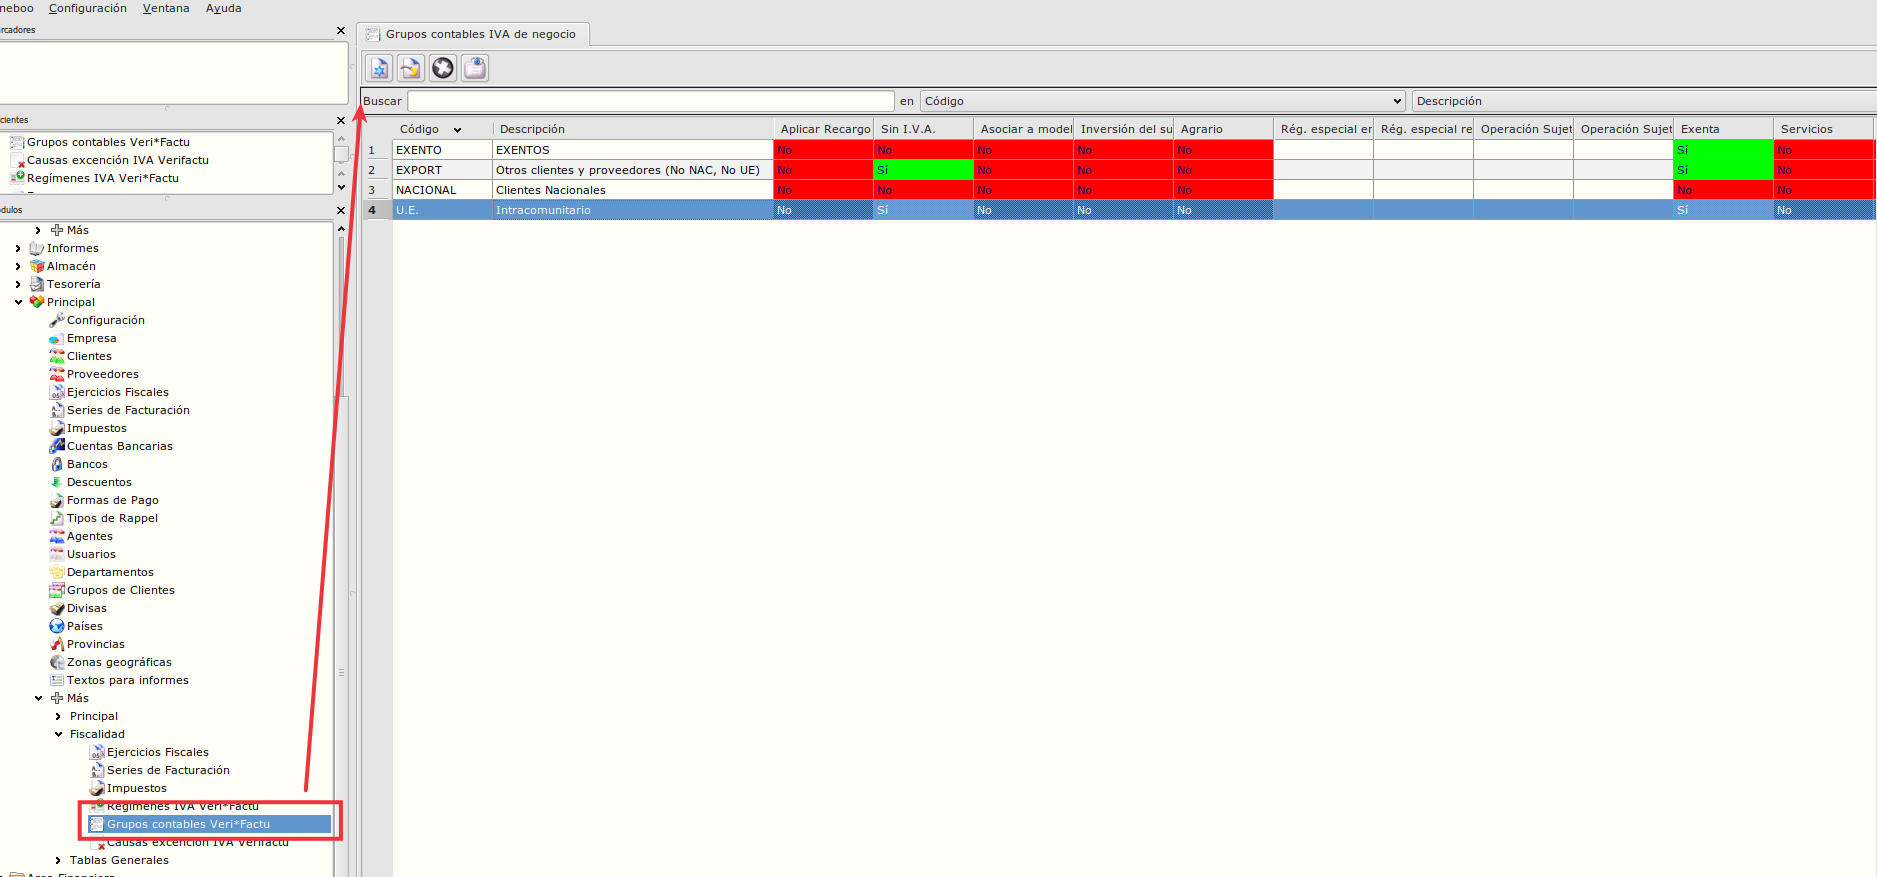 neboo Configuración Ventana Ayuda
rcadores
cientes
Grupos contables Veri*Factu
Causas excención IVA Verifactu
Regímenes IVA Veri*Factu
dulos
Más
Informes
Almacén
Tesorería
Principal
Configuración
Empresa
Clientes
Proveedores
Ejercicios Fiscales
Series de Facturación
Impuestos
Cuentas Bancarias
Bancos
Descuentos
Formas de Pago
Tipos de Rappel
Agentes
Usuarios
Departamentos
Grupos de Clientes
Divisas
Países
Provincias
Zonas geográficas
Textos para informes
Más
Principal
Fiscalidad
Ejercicios Fiscales
Series de Facturación
Impuestos
Regímenes IVA Veri*Factu
Grupos contables Veri*Factu
Causas excención IVA Verifactu
Tablas Generales
Area Financiera
Grupos contables IVA de negocio
Buscar en Código Descripción
Código Descripción Aplicar Recargo Sin I.V.A. Asociar a model Inversión del su Agrario Rég. especial en Rég. especial re Operación Sujet Operación Sujet Exenta Servicios
1 EXENTO EXENTOS No No No No No Sí No
2 EXPORT Otros clientes y proveedores (No NAC, No UE) No Sí No No No Sí No
3 NACIONAL Clientes Nacionales No No No No No No No
4 U.E. Intracomunitario No Sí No No No Sí No